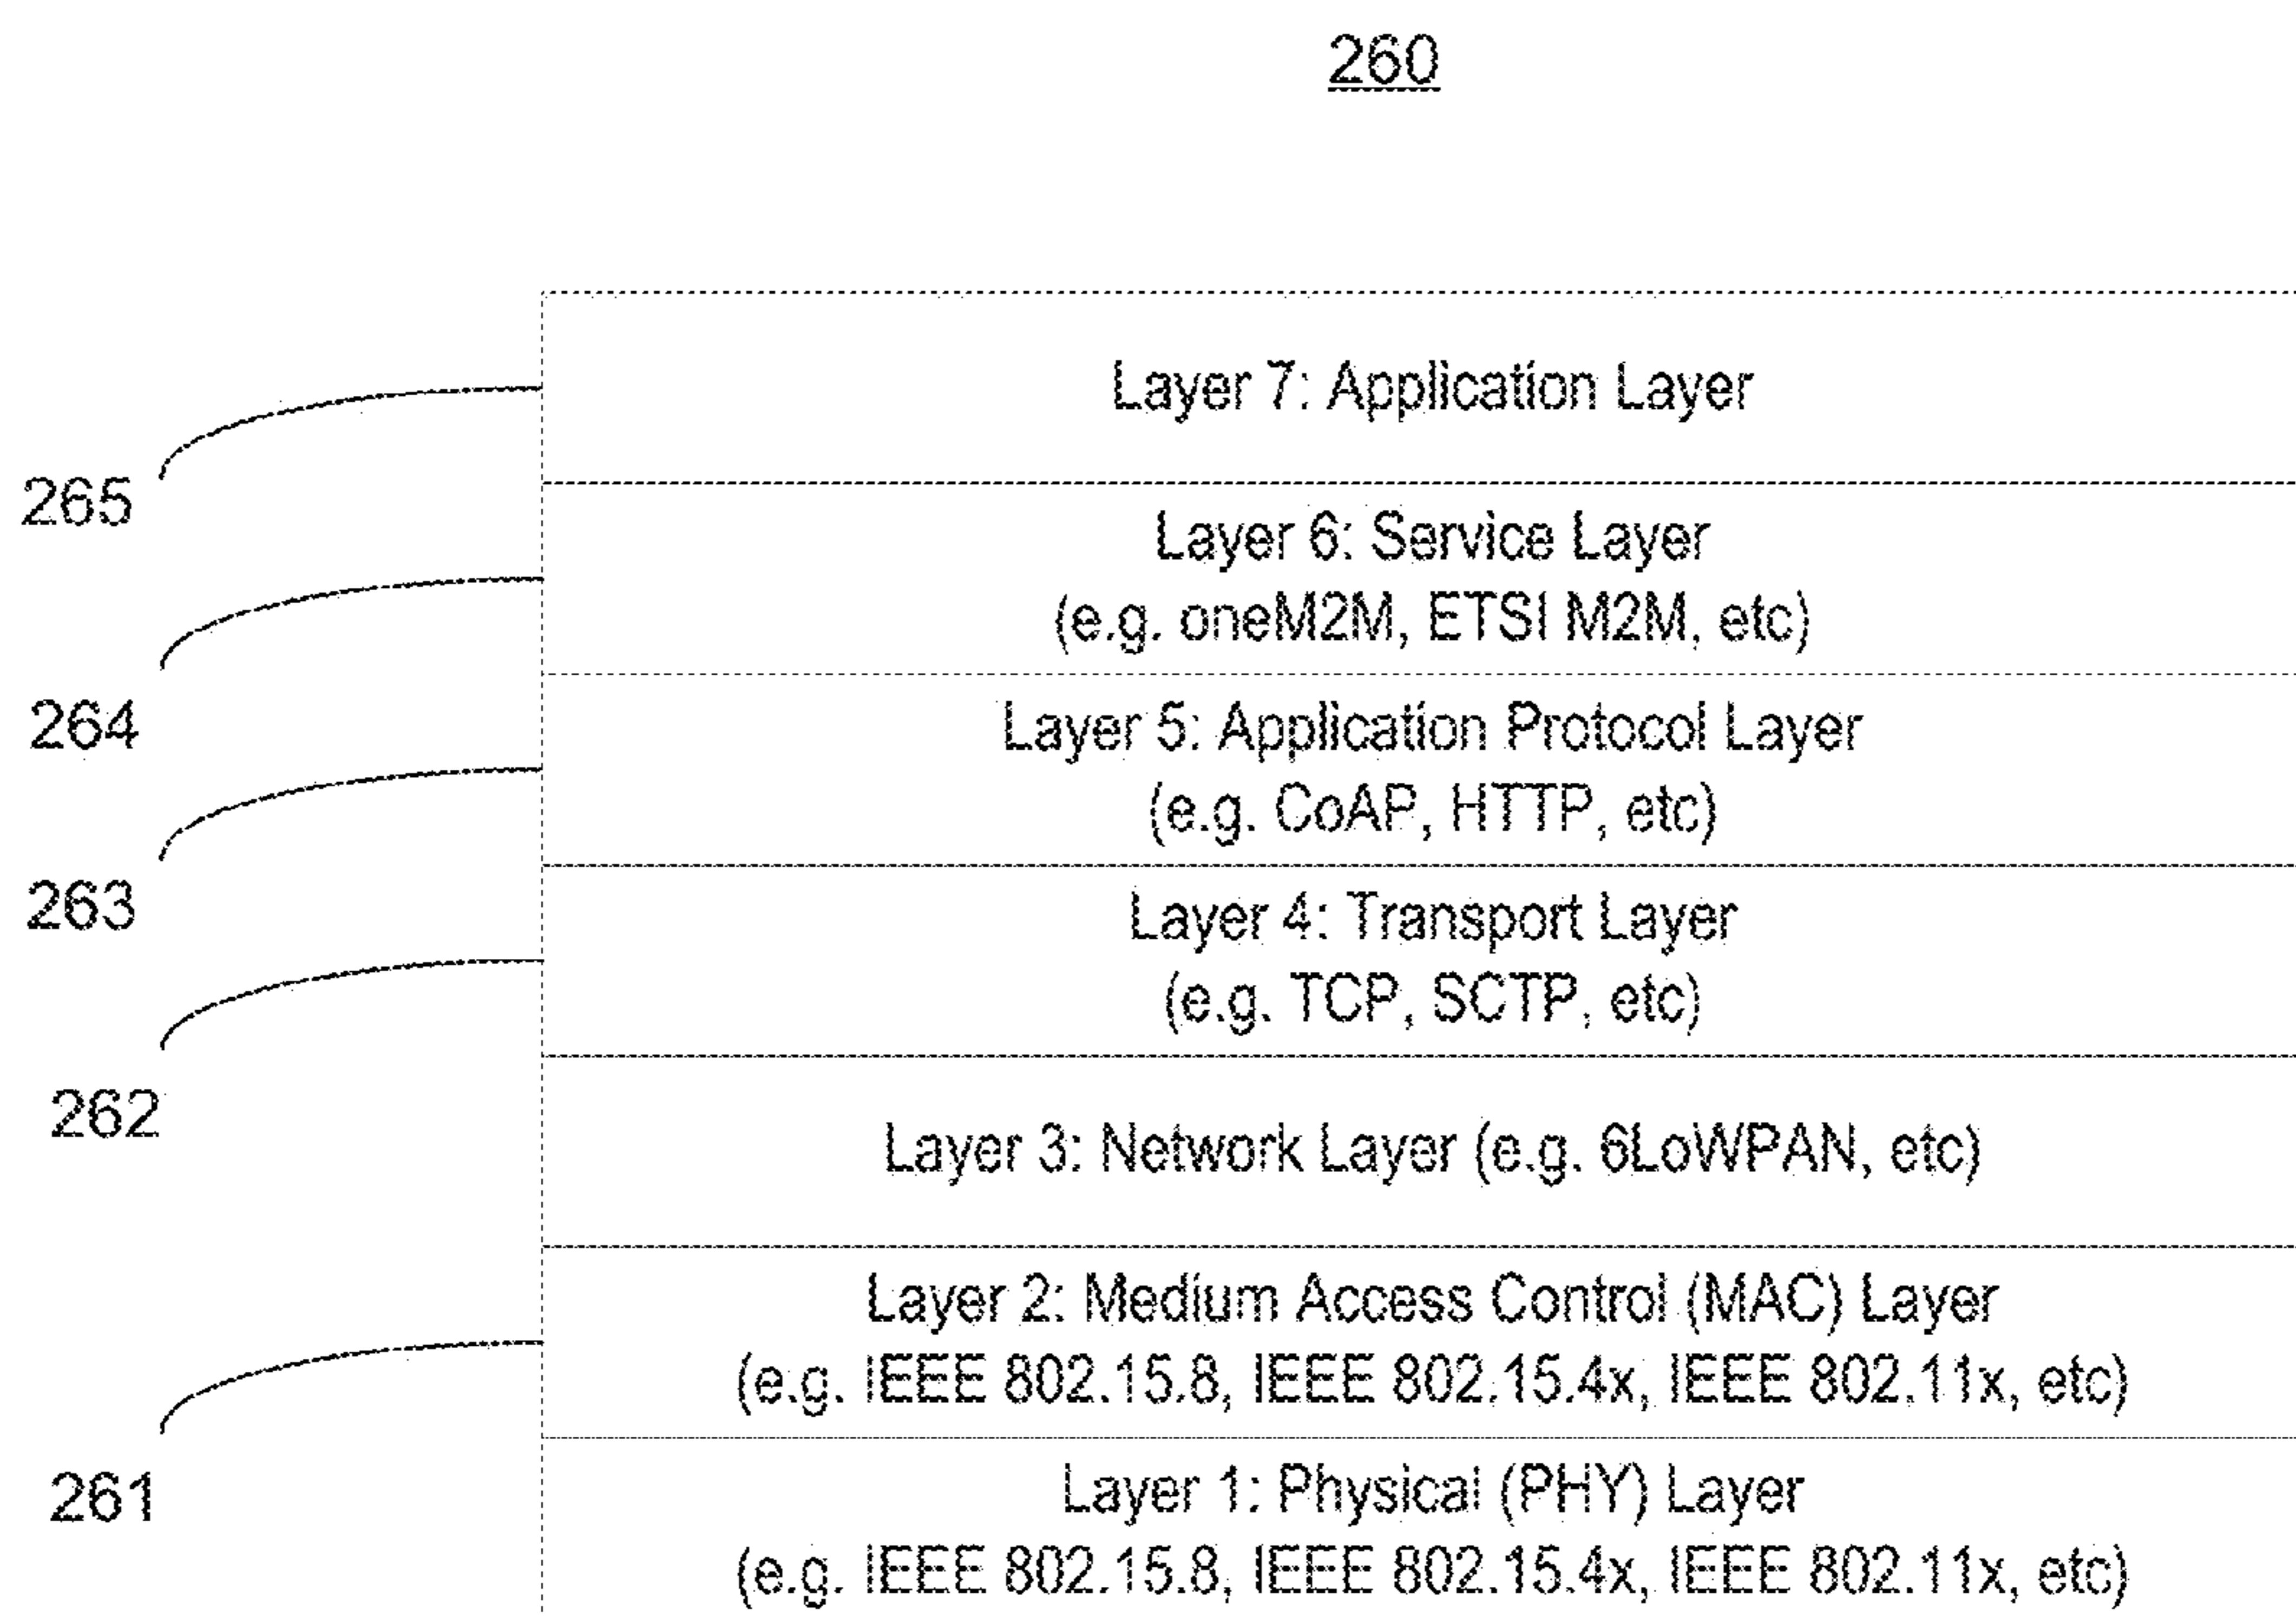 260
Layer 7: Application Layer
265
Layer 6: Service Layer
(e.g. oneM2M, ETSI M2M, etc)
264
Layer 5: Application Protocol Layer
(e.g. CoAP, HTTP, etc)
263
Layer 4: Transport Layer
(e.g. TCP, SCTP, etc)
262
Layer 3: Network Layer (e.g. 6LoWPAN, etc)
Layer 2: Medium Access Control (MAC) Layer
(e.g. IEEE 802.15.8, IEEE 802.15.4x, IEEE 802.11x, etc)
261
Layer 1: Physical (PHY) Layer
(e.g. IEEE 802.15.8, IEEE 802.15.4x, IEEE 802.11x, etc)